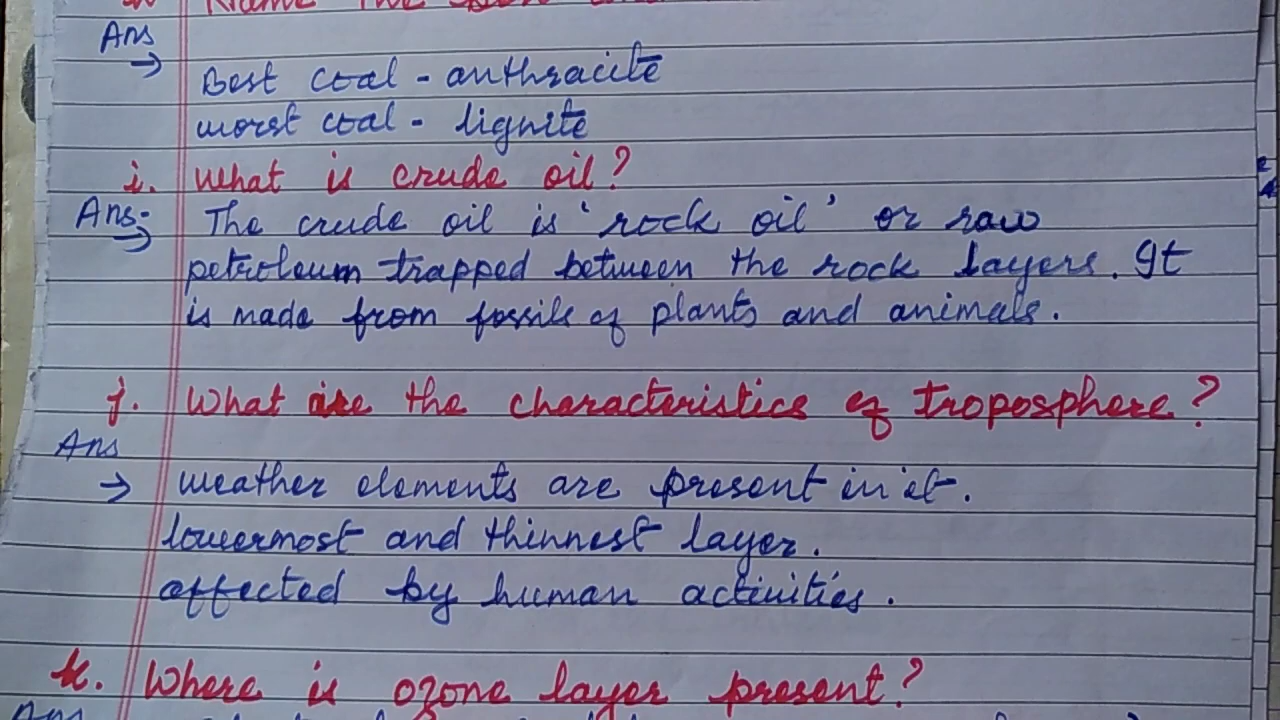 Name the
Ans
→ Best coal - anthracite
worst coal - lignite
i. What is crude oil?
Ans- The crude oil is 'rock oil' or raw
→
petroleum trapped between the rock layers. It
is made from fossils of plants and animals.
j. What are the characteristics of troposphere?
Ans
→ weather elements are present in it.
lowermost and thinnest layer.
affected by human activities.
k. Where is ozone layer present?
Ans